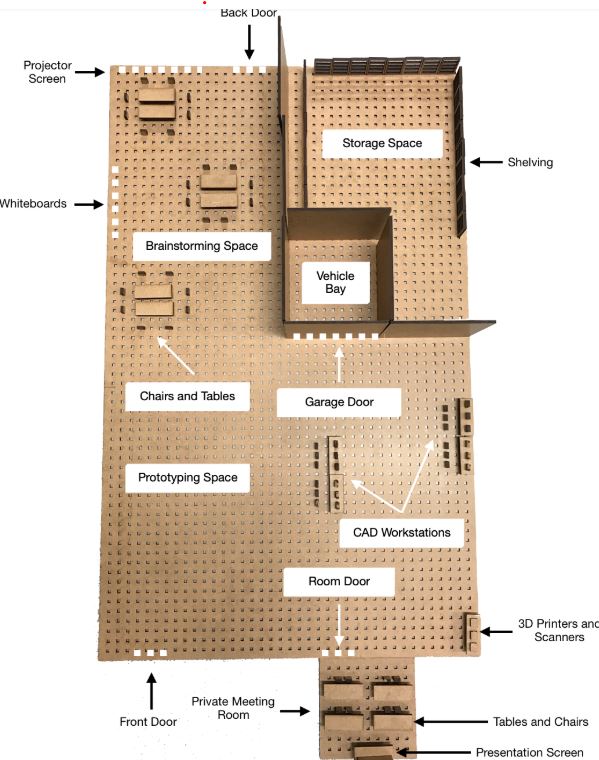 Back Door
Projector
Screen
Storage Space
Shelving
Whiteboards
Brainstorming Space
Vehicle
Bay
Chairs and Tables
Garage Door
Prototyping Space
CAD Workstations
Room Door
3D Printers and
Scanners
Private Meeting
Room
Front Door
Tables and Chairs
Presentation Screen